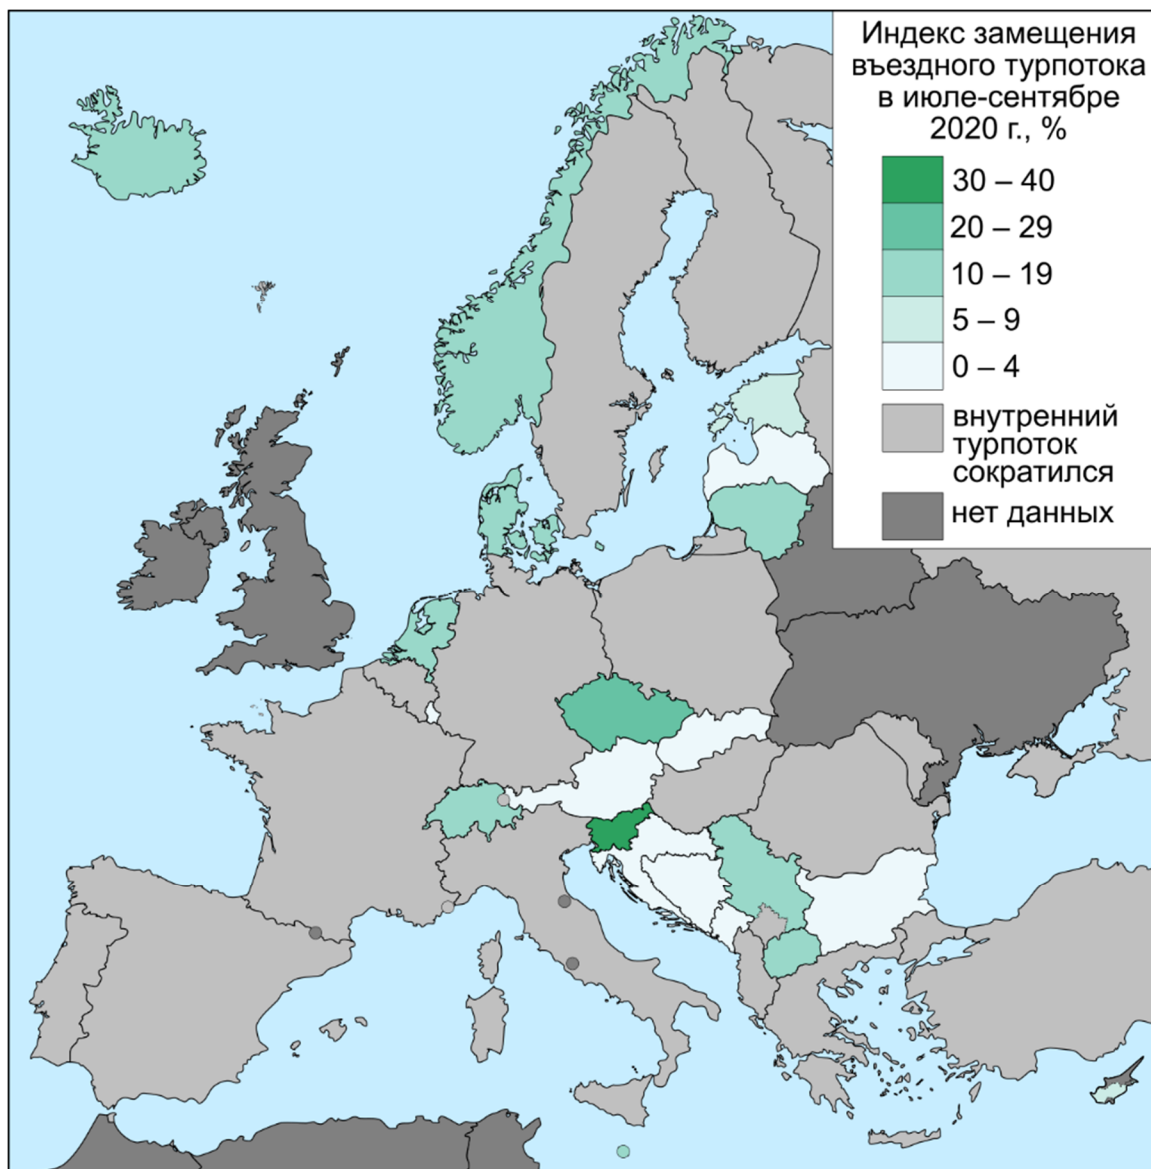 Индекс замещения
въездного турпотока
в июле-сентябре
2020 г., %
30 – 40
20 – 29
10 – 19
5 – 9
0 – 4
внутренний
турпоток
сократился
нет данных